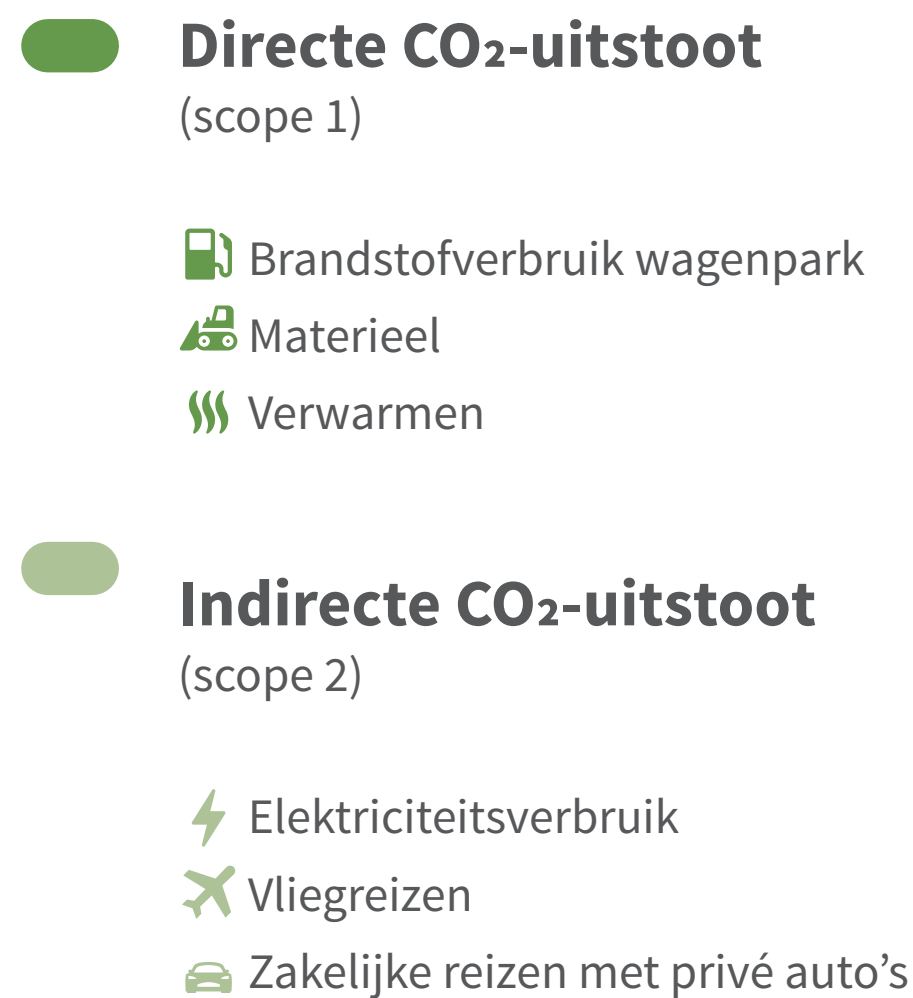 Directe CO₂-uitstoot
(scope 1)
Brandstofverbruik wagenpark
Materieel
Verwarmen
Indirecte CO₂-uitstoot
(scope 2)
Elektriciteitsverbruik
Vliegreizen
Zakelijke reizen met privé auto’s